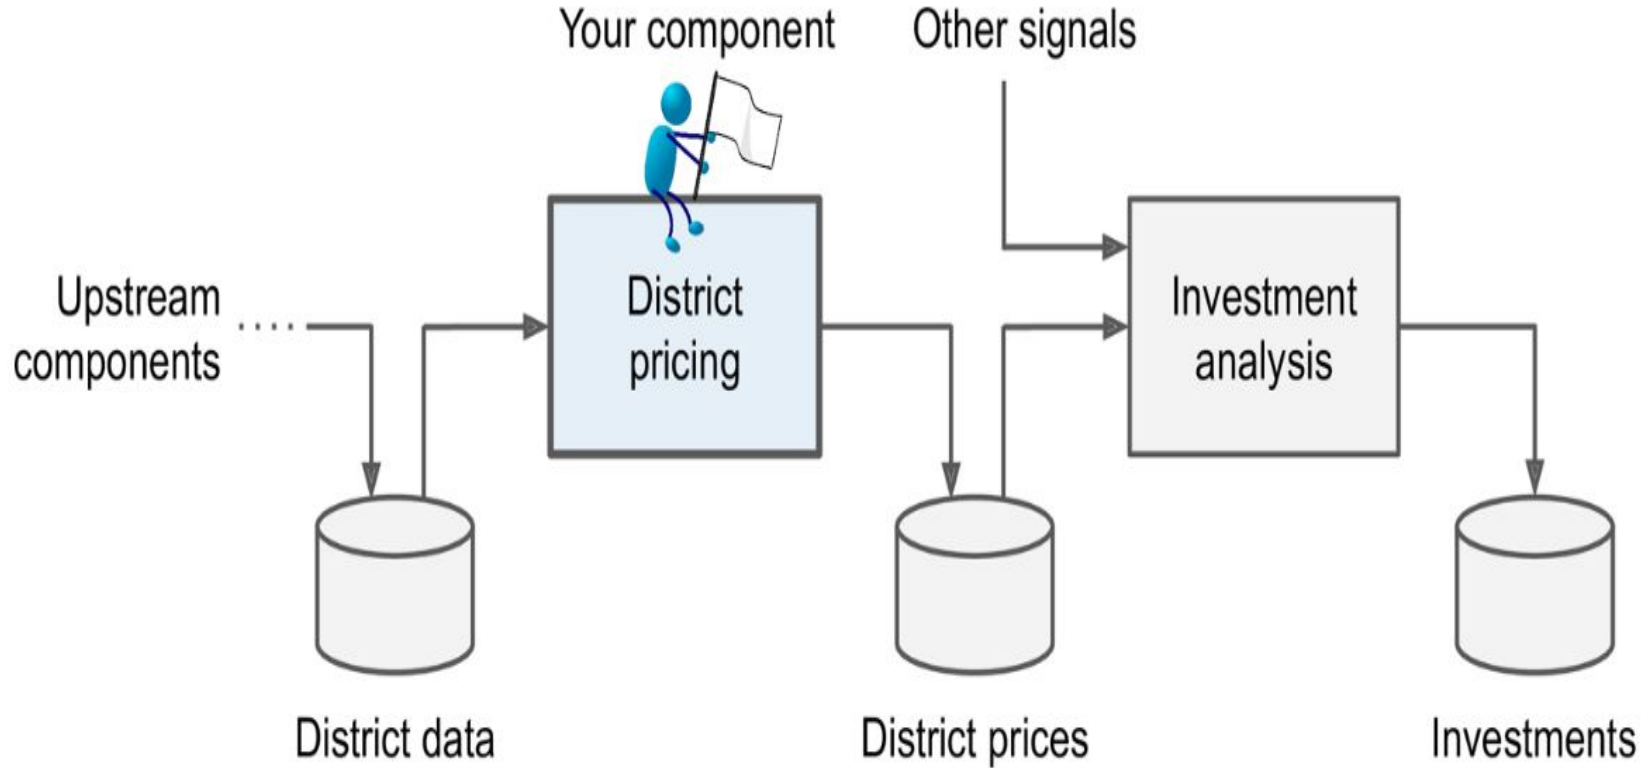 Your component
Other signals
Upstream
components
District
pricing
Investment
analysis
District data
District prices
Investments